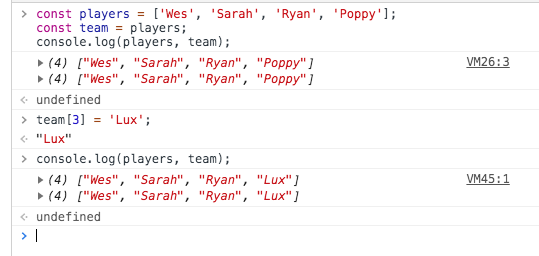 const players = ['Wes', 'Sarah', 'Ryan', 'Poppy'];
const team = players;
console.log(players, team);
(4) ["Wes", "Sarah", "Ryan", "Poppy"] VM26:3
(4) ["Wes", "Sarah", "Ryan", "Poppy"]
undefined
team[3] = 'Lux';
"Lux"
console.log(players, team);
(4) ["Wes", "Sarah", "Ryan", "Lux"] VM45:1
(4) ["Wes", "Sarah", "Ryan", "Lux"]
undefined